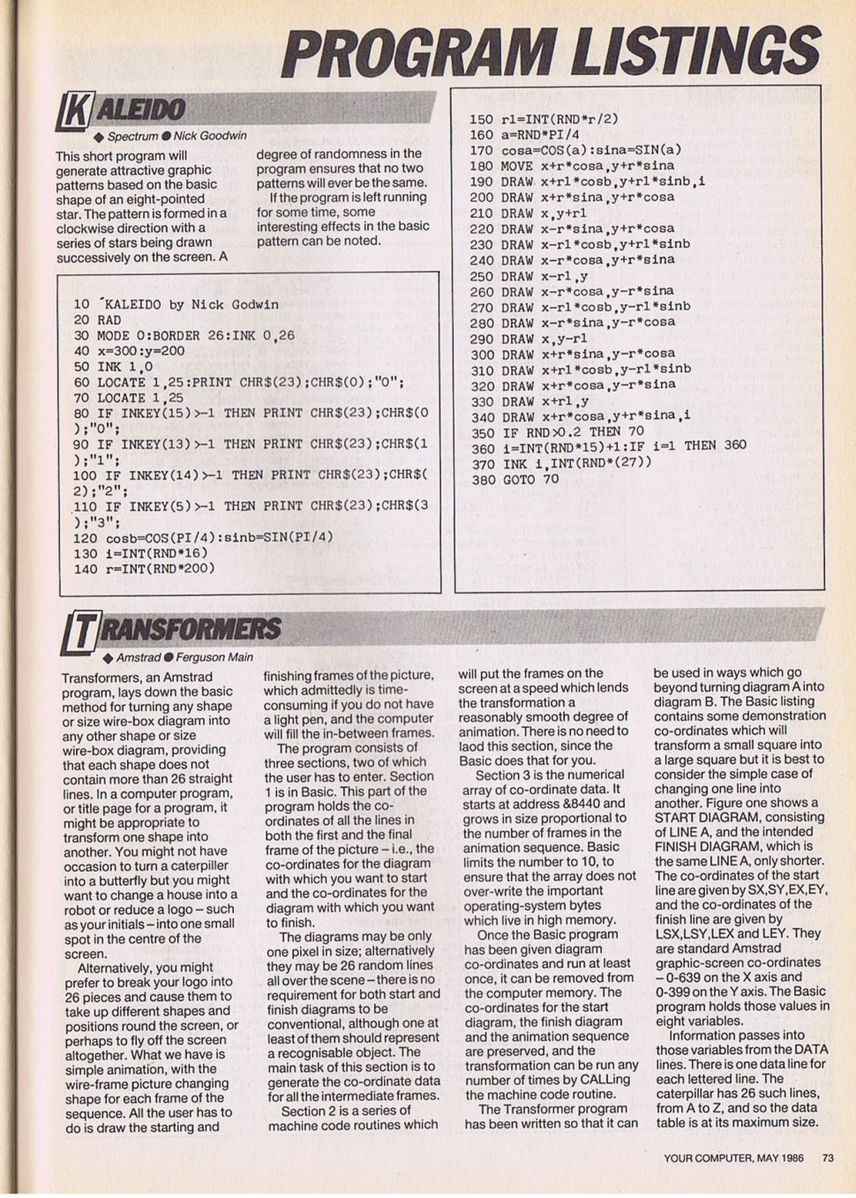 PROGRAM LISTINGS
KALEIDO
◆ Spectrum ● Nick Goodwin
This short program will
generate attractive graphic
patterns based on the basic
shape of an eight-pointed
star. The pattern is formed in a
clockwise direction with a
series of stars being drawn
successively on the screen. A
degree of randomness in the
program ensures that no two
patterns will ever be the same.
If the program is left running
for some time, some
interesting effects in the basic
pattern can be noted.
10 ´KALEIDO by Nick Godwin
20 RAD
30 MODE 0:BORDER 26:INK 0,26
40 x=300:y=200
50 INK 1,0
60 LOCATE 1,25:PRINT CHR$(23);CHR$(0);"0";
70 LOCATE 1,25
80 IF INKEY(15)>-1 THEN PRINT CHR$(23);CHR$(0
);"0";
90 IF INKEY(13)>-1 THEN PRINT CHR$(23);CHR$(1
);"1";
100 IF INKEY(14)>-1 THEN PRINT CHR$(23);CHR$(
2);"2";
110 IF INKEY(5)>-1 THEN PRINT CHR$(23);CHR$(3
);"3";
120 cosb=COS(PI/4):sinb=SIN(PI/4)
130 i=INT(RND*16)
140 r=INT(RND*200)
150 r1=INT(RND*r/2)
160 a=RND*PI/4
170 cosa=COS(a):sina=SIN(a)
180 MOVE x+r*cosa,y+r*sina
190 DRAW x+r1*cosb,y+r1*sinb,i
200 DRAW x+r*sina,y+r*cosa
210 DRAW x,y+r1
220 DRAW x-r*sina,y+r*cosa
230 DRAW x-r1*cosb,y+r1*sinb
240 DRAW x-r*cosa,y+r*sina
250 DRAW x-r1,y
260 DRAW x-r*cosa,y-r*sina
270 DRAW x-r1*cosb,y-r1*sinb
280 DRAW x-r*sina,y-r*cosa
290 DRAW x,y-r1
300 DRAW x+r*sina,y-r*cosa
310 DRAW x+r1*cosb,y-r1*sinb
320 DRAW x+r*cosa,y-r*sina
330 DRAW x+r1,y
340 DRAW x+r*cosa,y+r*sina,i
350 IF RND>0.2 THEN 70
360 i=INT(RND*15)+1:IF i=1 THEN 360
370 INK i,INT(RND*(27))
380 GOTO 70
TRANSFORMERS
◆ Amstrad ● Ferguson Main
Transformers, an Amstrad
program, lays down the basic
method for turning any shape
or size wire-box diagram into
any other shape or size
wire-box diagram, providing
that each shape does not
contain more than 26 straight
lines. In a computer program,
or title page for a program, it
might be appropriate to
transform one shape into
another. You might not have
occasion to turn a caterpiller
into a butterfly but you might
want to change a house into a
robot or reduce a logo – such
as your initials – into one small
spot in the centre of the
screen.
Alternatively, you might
prefer to break your logo into
26 pieces and cause them to
take up different shapes and
positions round the screen, or
perhaps to fly off the screen
altogether. What we have is
simple animation, with the
wire-frame picture changing
shape for each frame of the
sequence. All the user has to
do is draw the starting and
finishing frames of the picture,
which admittedly is time-
consuming if you do not have
a light pen, and the computer
will fill the in-between frames.
The program consists of
three sections, two of which
the user has to enter. Section
1 is in Basic. This part of the
program holds the co-
ordinates of all the lines in
both the first and the final
frame of the picture – i.e., the
co-ordinates for the diagram
with which you want to start
and the co-ordinates for the
diagram with which you want
to finish.
The diagrams may be only
one pixel in size; alternatively
they may be 26 random lines
all over the scene – there is no
requirement for both start and
finish diagrams to be
conventional, although one at
least of them should represent
a recognisable object. The
main task of this section is to
generate the co-ordinate data
for all the intermediate frames.
Section 2 is a series of
machine code routines which
will put the frames on the
screen at a speed which lends
the transformation a
reasonably smooth degree of
animation. There is no need to
laod this section, since the
Basic does that for you.
Section 3 is the numerical
array of co-ordinate data. It
starts at address &8440 and
grows in size proportional to
the number of frames in the
animation sequence. Basic
limits the number to 10, to
ensure that the array does not
over-write the important
operating-system bytes
which live in high memory.
Once the Basic program
has been given diagram
co-ordinates and run at least
once, it can be removed from
the computer memory. The
co-ordinates for the start
diagram, the finish diagram
and the animation sequence
are preserved, and the
transformation can be run any
number of times by CALLing
the machine code routine.
The Transformer program
has been written so that it can
be used in ways which go
beyond turning diagram A into
diagram B. The Basic listing
contains some demonstration
co-ordinates which will
transform a small square into
a large square but it is best to
consider the simple case of
changing one line into
another. Figure one shows a
START DIAGRAM, consisting
of LINE A, and the intended
FINISH DIAGRAM, which is
the same LINE A, only shorter.
The co-ordinates of the start
line are given by SX,SY,EX,EY,
and the co-ordinates of the
finish line are given by
LSX,LSY,LEX and LEY. They
are standard Amstrad
graphic-screen co-ordinates
– 0-639 on the X axis and
0-399 on the Y axis. The Basic
program holds those values in
eight variables.
Information passes into
those variables from the DATA
lines. There is one data line for
each lettered line. The
caterpillar has 26 such lines,
from A to Z, and so the data
table is at its maximum size.
YOUR COMPUTER, MAY 1986 73